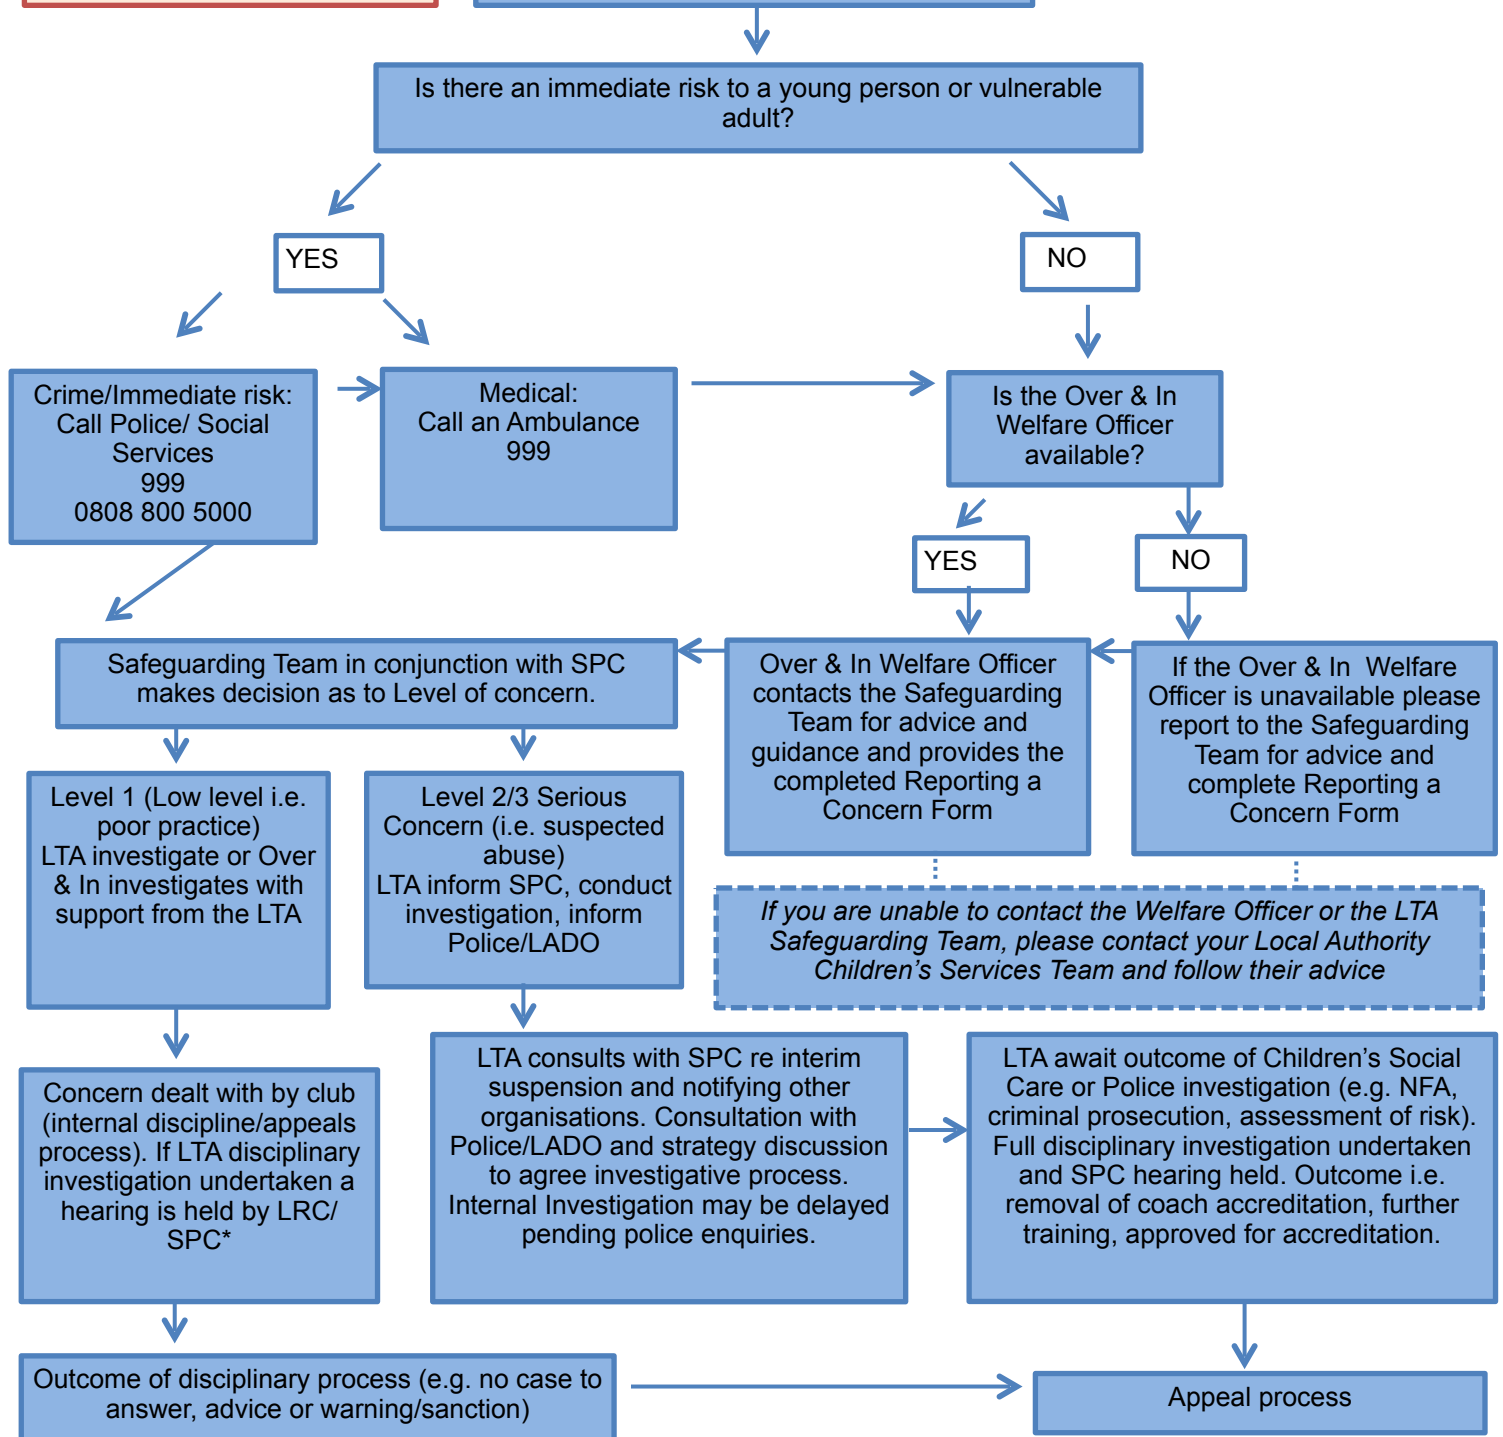 Is there an immediate risk to a young person or vulnerable
adult?
YES
NO
Crime/Immediate risk:
Call Police/ Social
Services
999
0808 800 5000
Medical:
Call an Ambulance
999
Is the Over & In
Welfare Officer
available?
YES
NO
Safeguarding Team in conjunction with SPC
makes decision as to Level of concern.
Over & In Welfare Officer
contacts the Safeguarding
Team for advice and
guidance and provides the
completed Reporting a
Concern Form
If the Over & In  Welfare
Officer is unavailable please
report to the Safeguarding
Team for advice and
complete Reporting a
Concern Form
Level 1 (Low level i.e.
poor practice)
LTA investigate or Over
& In investigates with
support from the LTA
Level 2/3 Serious
Concern (i.e. suspected
abuse)
LTA inform SPC, conduct
investigation, inform
Police/LADO
If you are unable to contact the Welfare Officer or the LTA
Safeguarding Team, please contact your Local Authority
Children's Services Team and follow their advice
Concern dealt with by club
(internal discipline/appeals
process). If LTA disciplinary
investigation undertaken a
hearing is held by LRC/
SPC*
LTA consults with SPC re interim
suspension and notifying other
organisations. Consultation with
Police/LADO and strategy discussion
to agree investigative process.
Internal Investigation may be delayed
pending police enquiries.
LTA await outcome of Children's Social
Care or Police investigation (e.g. NFA,
criminal prosecution, assessment of risk).
Full disciplinary investigation undertaken
and SPC hearing held. Outcome i.e.
removal of coach accreditation, further
training, approved for accreditation.
Outcome of disciplinary process (e.g. no case to
answer, advice or warning/sanction)
Appeal process